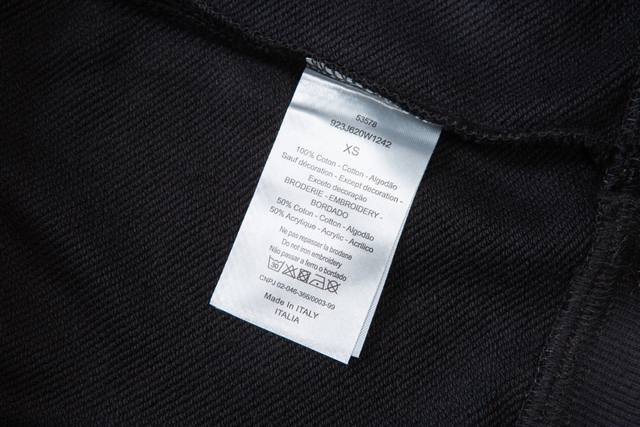 53578
923J620W1242
XS
100% Coton - Cotton - Algodão
Sauf décoration - Except decoration -
Exceto decoração
BRODERIE - EMBROIDERY -
BORDADO
50% Coton - Cotton - Algodão
50% Acrylique - Acrylic - Acrílico
Ne pas repasser la broderie
Do not iron embroidery
Não passar a ferro o bordado
30
CNPJ 02-046-366/0003-99
Made in ITALY
ITALIA